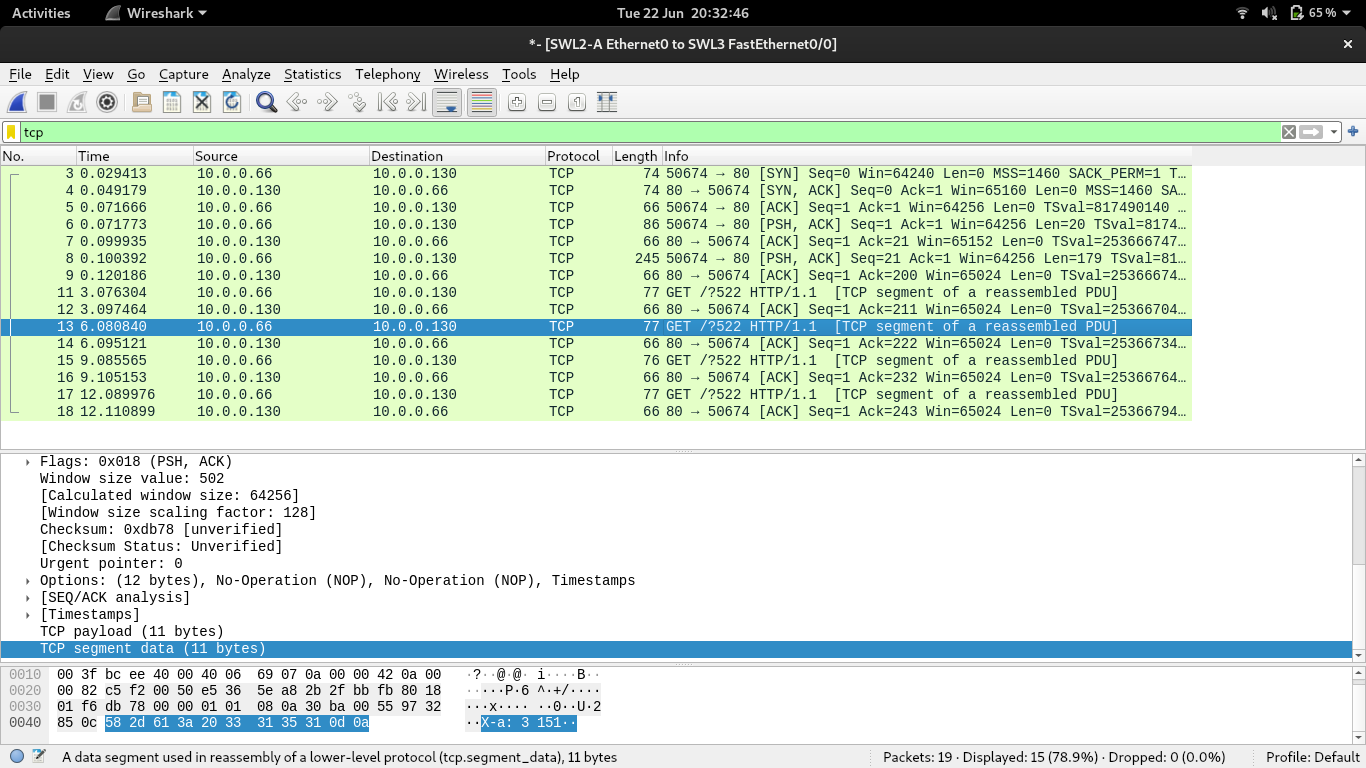 Activities Wireshark Tue 22 Jun 20:32:46 65 %
*- [SWL2-A Ethernet0 to SWL3 FastEthernet0/0]
File Edit View Go Capture Analyze Statistics Telephony Wireless Tools Help
tcp
No. Time Source Destination Protocol Length Info
3 0.029413 10.0.0.66 10.0.0.130 TCP 74 50674 → 80 [SYN] Seq=0 Win=64240 Len=0 MSS=1460 SACK_PERM=1 T…
4 0.049179 10.0.0.130 10.0.0.66 TCP 74 80 → 50674 [SYN, ACK] Seq=0 Ack=1 Win=65160 Len=0 MSS=1460 SA…
5 0.071666 10.0.0.66 10.0.0.130 TCP 66 50674 → 80 [ACK] Seq=1 Ack=1 Win=64256 Len=0 TSval=817490140 …
6 0.071773 10.0.0.66 10.0.0.130 TCP 86 50674 → 80 [PSH, ACK] Seq=1 Ack=1 Win=64256 Len=20 TSval=8174…
7 0.099935 10.0.0.130 10.0.0.66 TCP 66 80 → 50674 [ACK] Seq=1 Ack=21 Win=65152 Len=0 TSval=253666747…
8 0.100392 10.0.0.66 10.0.0.130 TCP 245 50674 → 80 [PSH, ACK] Seq=21 Ack=1 Win=64256 Len=179 TSval=81…
9 0.120186 10.0.0.130 10.0.0.66 TCP 66 80 → 50674 [ACK] Seq=1 Ack=200 Win=65024 Len=0 TSval=25366674…
11 3.076304 10.0.0.66 10.0.0.130 TCP 77 GET /?522 HTTP/1.1 [TCP segment of a reassembled PDU]
12 3.097464 10.0.0.130 10.0.0.66 TCP 66 80 → 50674 [ACK] Seq=1 Ack=211 Win=65024 Len=0 TSval=25366704…
13 6.080840 10.0.0.66 10.0.0.130 TCP 77 GET /?522 HTTP/1.1 [TCP segment of a reassembled PDU]
14 6.095121 10.0.0.130 10.0.0.66 TCP 66 80 → 50674 [ACK] Seq=1 Ack=222 Win=65024 Len=0 TSval=25366734…
15 9.085565 10.0.0.66 10.0.0.130 TCP 76 GET /?522 HTTP/1.1 [TCP segment of a reassembled PDU]
16 9.105153 10.0.0.130 10.0.0.66 TCP 66 80 → 50674 [ACK] Seq=1 Ack=232 Win=65024 Len=0 TSval=25366764…
17 12.089976 10.0.0.66 10.0.0.130 TCP 77 GET /?522 HTTP/1.1 [TCP segment of a reassembled PDU]
18 12.110899 10.0.0.130 10.0.0.66 TCP 66 80 → 50674 [ACK] Seq=1 Ack=243 Win=65024 Len=0 TSval=25366794…
Flags: 0x018 (PSH, ACK)
Window size value: 502
[Calculated window size: 64256]
[Window size scaling factor: 128]
Checksum: 0xdb78 [unverified]
[Checksum Status: Unverified]
Urgent pointer: 0
Options: (12 bytes), No-Operation (NOP), No-Operation (NOP), Timestamps
[SEQ/ACK analysis]
[Timestamps]
TCP payload (11 bytes)
TCP segment data (11 bytes)
0010 00 3f bc ee 40 00 40 06 69 07 0a 00 00 42 0a 00 ·?··@·@· i····B··
0020 00 82 c5 f2 00 50 e5 36 5e a8 2b 2f bb fb 80 18 ·····P·6 ^·+/····
0030 01 f6 db 78 00 00 01 01 08 0a 30 ba 00 55 97 32 ···x···· ··0··U·2
0040 85 0c 58 2d 61 3a 20 33 31 35 31 0d 0a ··X-a: 3 151··
A data segment used in reassembly of a lower-level protocol (tcp.segment_data), 11 bytes Packets: 19 · Displayed: 15 (78.9%) · Dropped: 0 (0.0%) Profile: Default